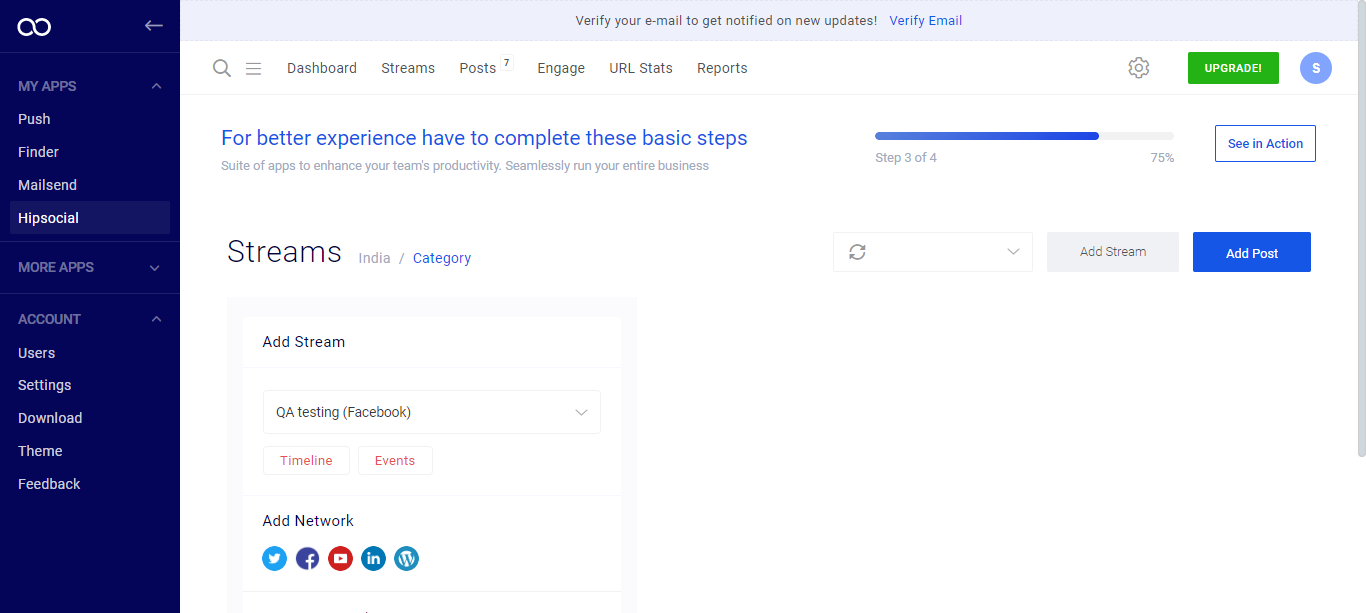 Verify your e-mail to get notified on new updates! Verify Email
MY APPS
Push
Finder
Mailsend
Hipsocial
MORE APPS
ACCOUNT
Users
Settings
Download
Theme
Feedback
Dashboard Streams Posts 7 Engage URL Stats Reports
UPGRADE! S
For better experience have to complete these basic steps
Suite of apps to enhance your team's productivity. Seamlessly run your entire business
Step 3 of 4 75%
See in Action
Streams India / Category
Add Stream Add Post
Add Stream
QA testing (Facebook)
Timeline Events
Add Network